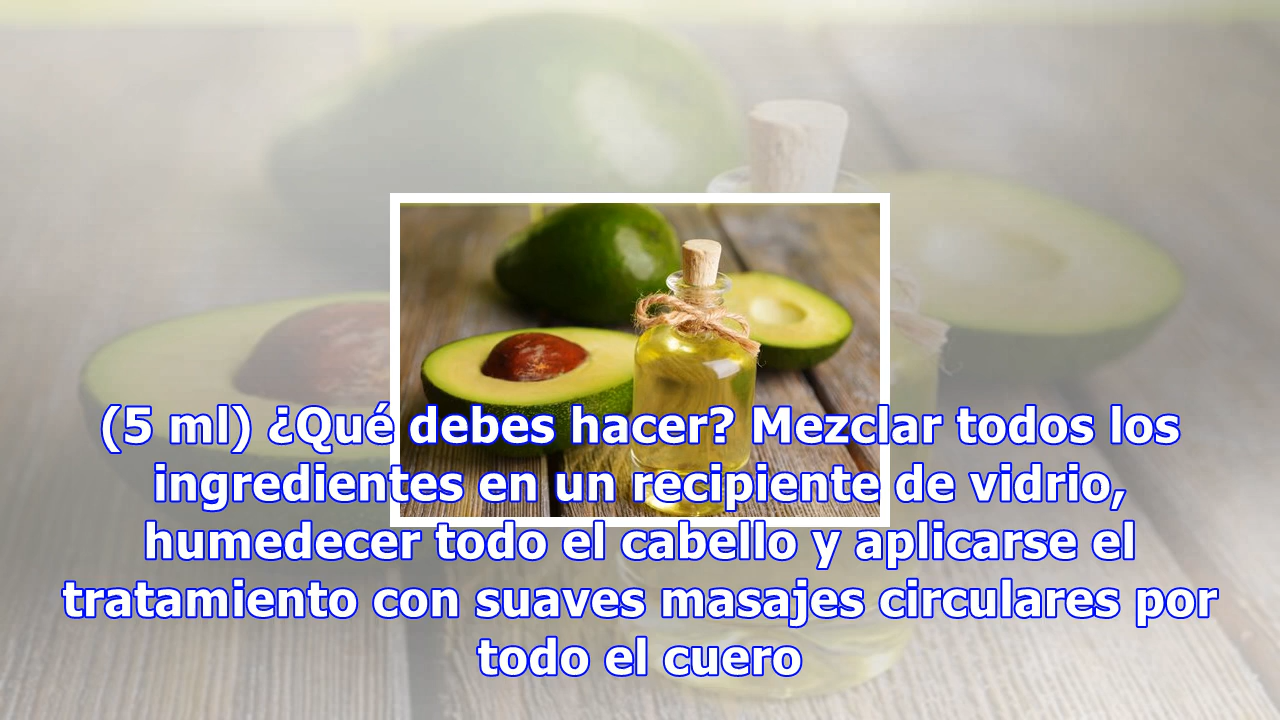 (5 ml) ¿Qué debes hacer? Mezclar todos los
ingredientes en un recipiente de vidrio,
humedecer todo el cabello y aplicarse el
tratamiento con suaves masajes circulares por
todo el cuero